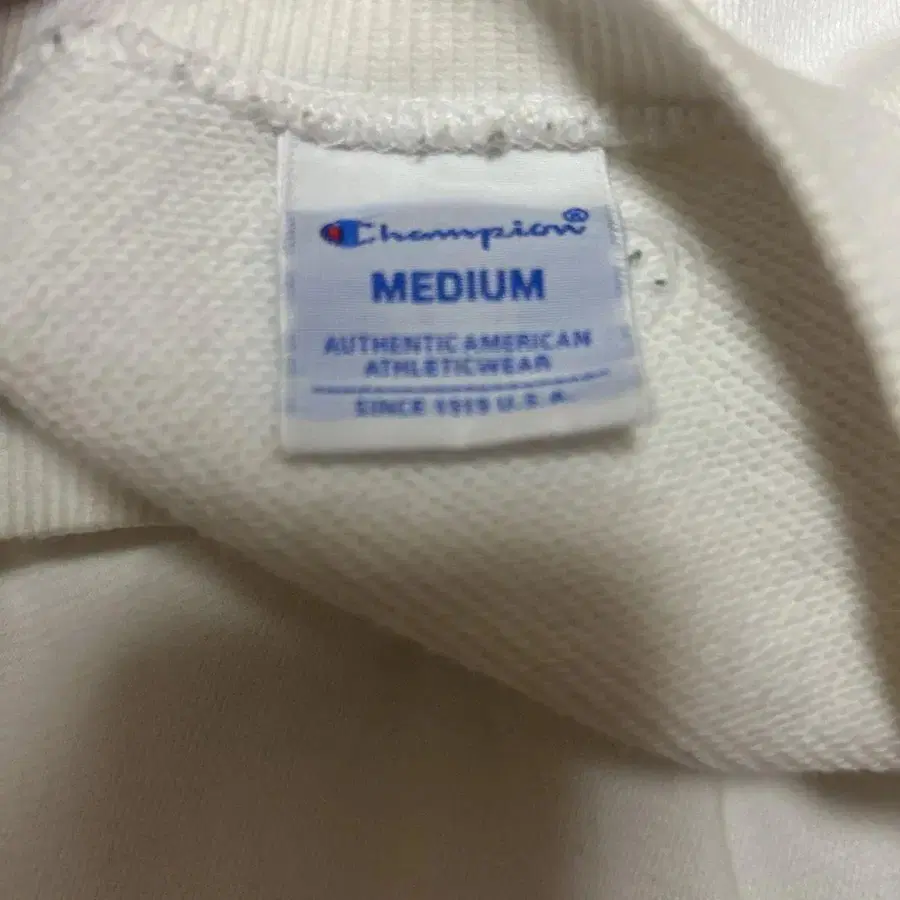 Champion®
MEDIUM
AUTHENTIC AMERICAN
ATHLETICWEAR
SINCE 1919 U.S.A.